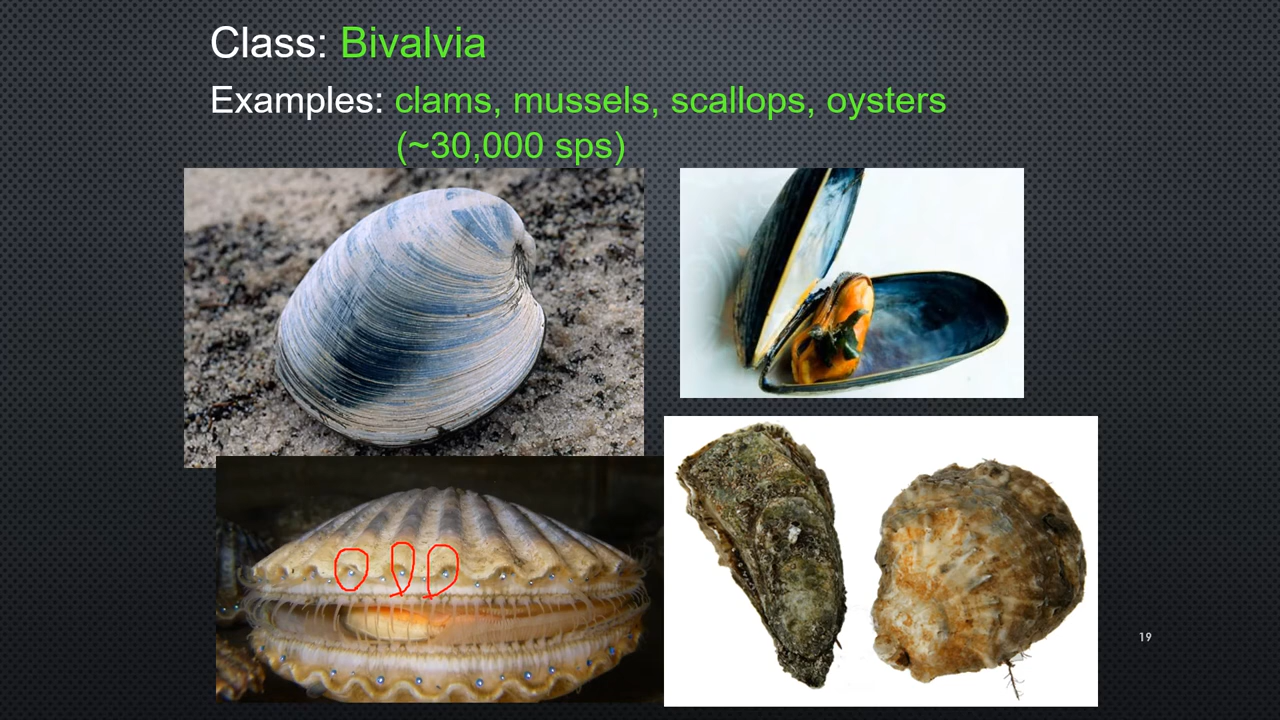 Class: Bivalvia
Examples: clams, mussels, scallops, oysters
(~30,000 sps)
19